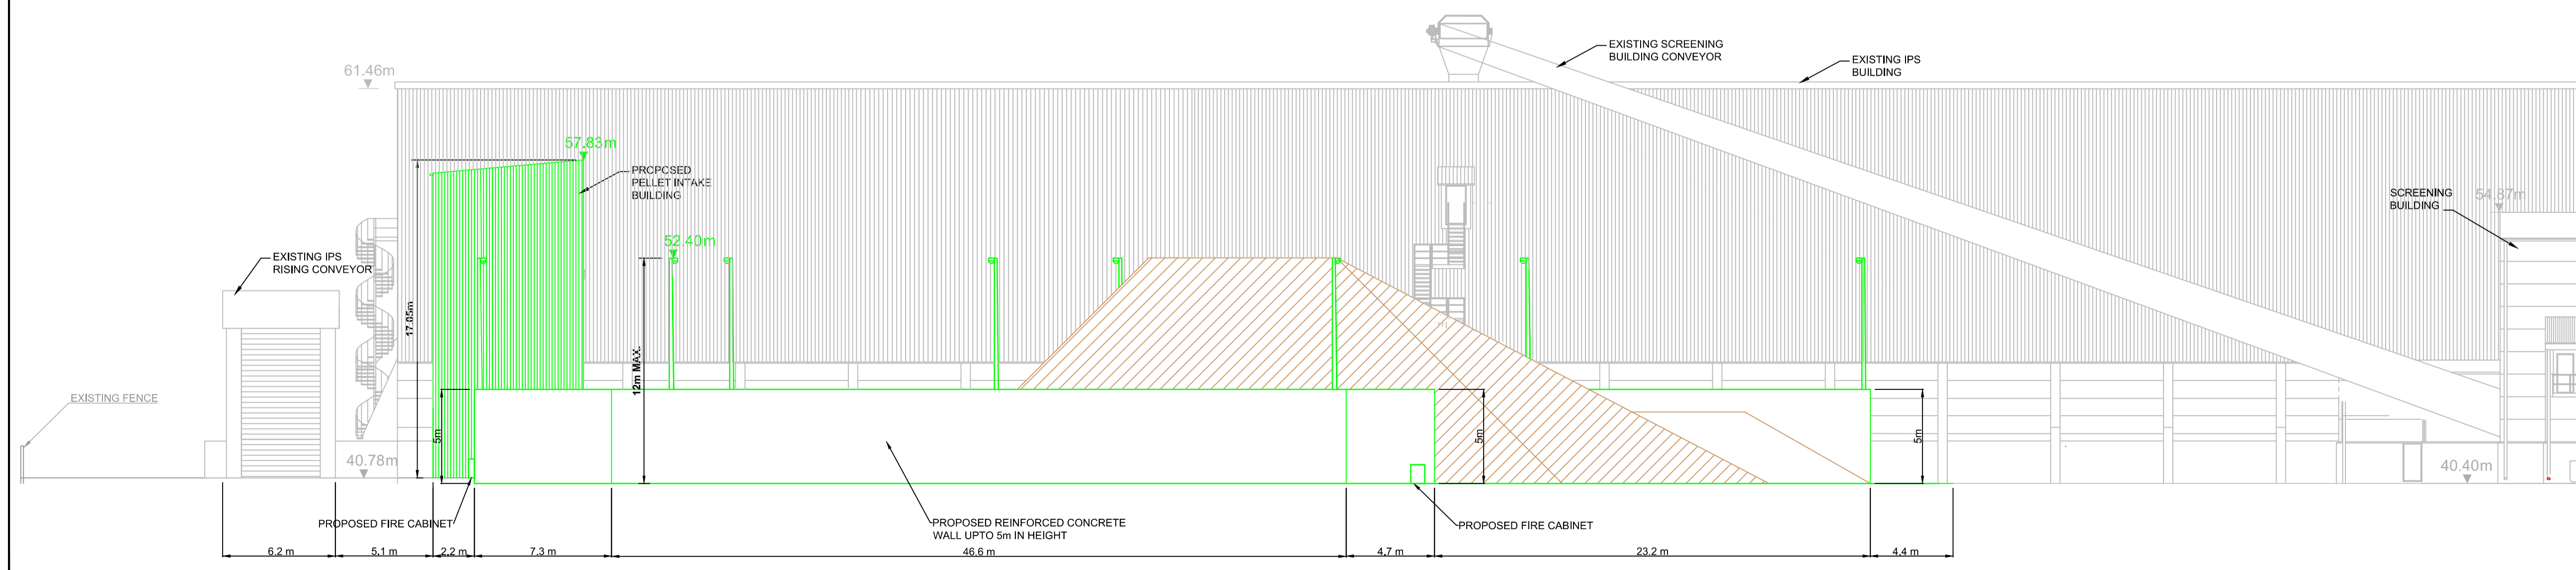 EXISTING SCREENING
BUILDING CONVEYOR
EXISTING IPS
BUILDING
61.46m
57.83m
PROPOSED
PELLET INTAKE
BUILDING
SCREENING
BUILDING
54.87m
52.40m
EXISTING IPS
RISING CONVEYOR
17.05m
12m MAX.
EXISTING FENCE
5m
5m
5m
40.78m
40.40m
PROPOSED FIRE CABINET
PROPOSED REINFORCED CONCRETE
WALL UPTO 5m IN HEIGHT
PROPOSED FIRE CABINET
6.2 m
5.1 m
2.2 m
7.3 m
46.6 m
4.7 m
23.2 m
4.4 m